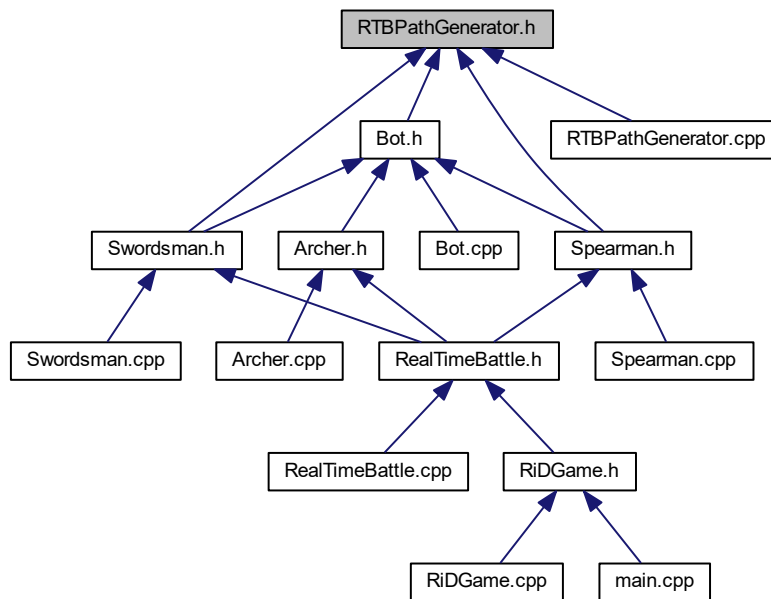 RTBPathGenerator.h
Bot.h
RTBPathGenerator.cpp
Swordsman.h
Archer.h
Bot.cpp
Spearman.h
Swordsman.cpp
Archer.cpp
RealTimeBattle.h
Spearman.cpp
RealTimeBattle.cpp
RiDGame.h
RiDGame.cpp
main.cpp